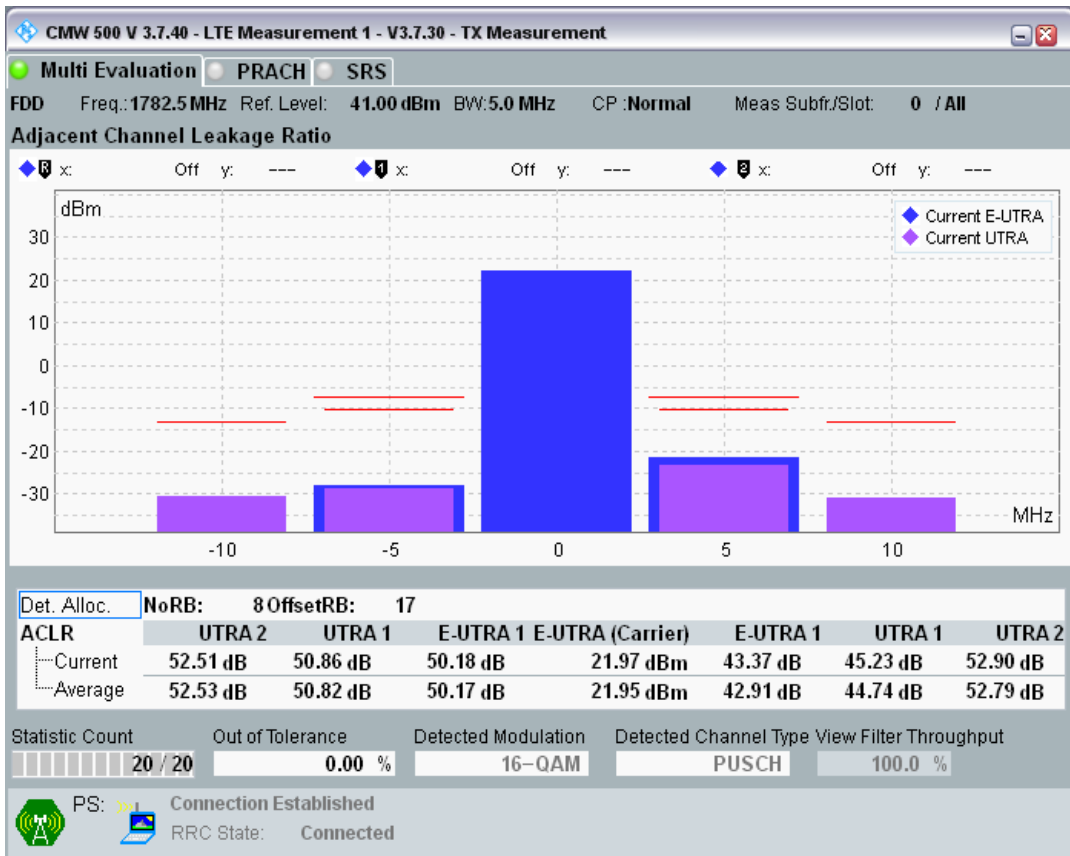 CMW 500 V 3.7.40 - LTE Measurement 1 - V3.7.30 - TX Measurement
Multi Evaluation PRACH SRS
FDD Freq.:1782.5 MHz Ref. Level: 41.00 dBm BW:5.0 MHz CP :Normal Meas Subfr./Slot: 0 / All
Adjacent Channel Leakage Ratio
R x: Off y: --- 1 x: Off y: --- 2 x: Off y: ---
dBm
Current E-UTRA
Current UTRA
30
20
10
0
-10
-20
-30
MHz
-10 -5 0 5 10
Det. Alloc. NoRB: 8 OffsetRB: 17
ACLR UTRA 2 UTRA 1 E-UTRA 1 E-UTRA (Carrier) E-UTRA 1 UTRA 1 UTRA 2
Current 52.51 dB 50.86 dB 50.18 dB 21.97 dBm 43.37 dB 45.23 dB 52.90 dB
Average 52.53 dB 50.82 dB 50.17 dB 21.95 dBm 42.91 dB 44.74 dB 52.79 dB
Statistic Count Out of Tolerance Detected Modulation Detected Channel Type View Filter Throughput
20 / 20 0.00 % 16-QAM PUSCH 100.0 %
PS: Connection Established
RRC State: Connected